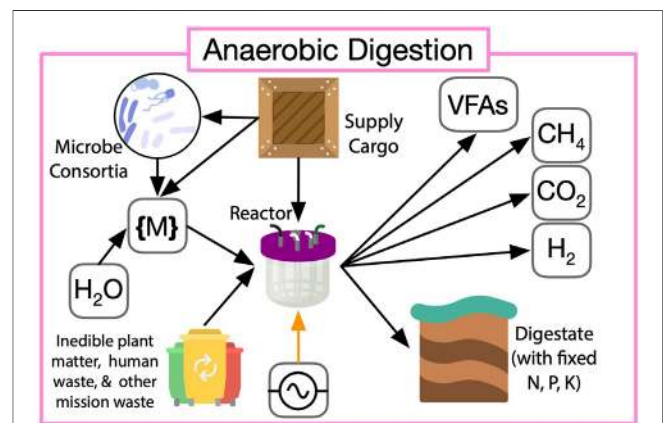 Anaerobic Digestion
Microbe
Consortia
Supply
Cargo
VFAs
CH₄
CO₂
H₂
Reactor
{M}
H₂O
Inedible plant
matter, human
waste, & other
mission waste
Digestate
(with fixed
N, P, K)